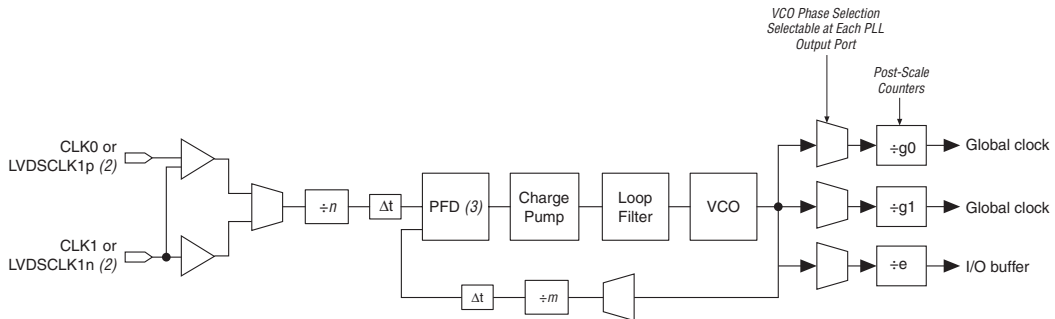 VCO Phase Selection
Selectable at Each PLL
Output Port
Post-Scale
Counters
CLK0 or
LVDSCLK1p (2)
÷g0
Global clock
÷n
Δt
PFD (3)
Charge
Pump
Loop
Filter
VCO
÷g1
Global clock
CLK1 or
LVDSCLK1n (2)
÷e
I/O buffer
Δt
÷m